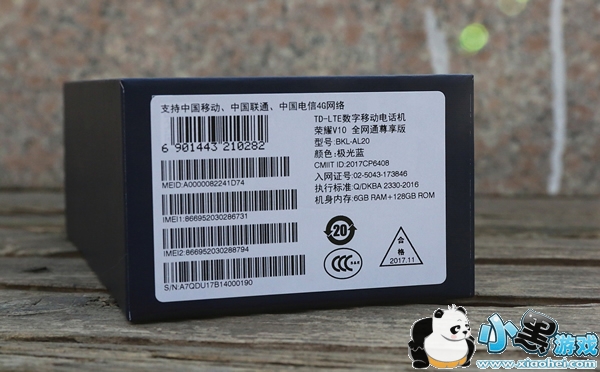 支持中国移动、中国联通、中国电信4G网络
6 901443 210282
MEID:A0000082241D74
IMEI1:866952030286731
IMEI2:866952030288794
S/N:A7QDU17B14000190
TD-LTE数字移动电话机
荣耀V10 全网通尊享版
型号:BKL-AL20
颜色:极光蓝
CMIIT ID:2017CP6408
入网证号:02-5043-173846
执行标准:Q/DKBA 2330-2016
机身内存:6GB RAM+128GB ROM
20
CCC
合格
2017.11
小黑游戏
www.xiaohei.com